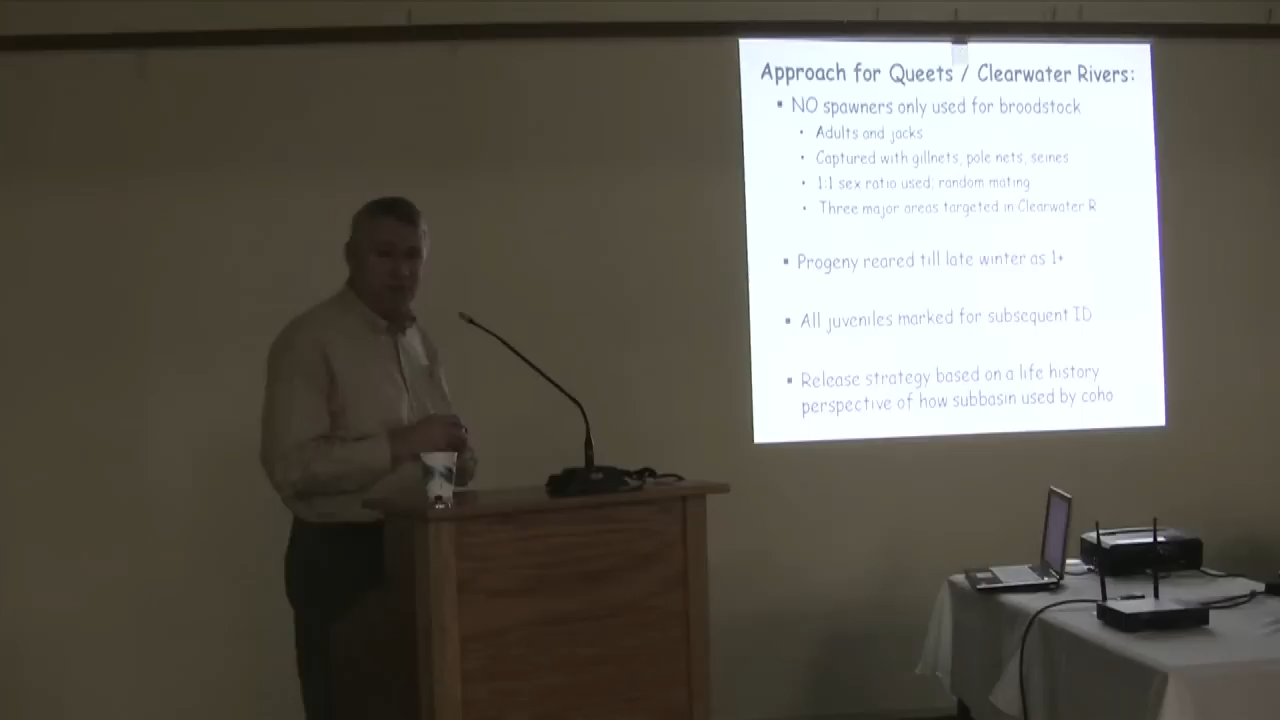 Approach for Queets / Clearwater Rivers:
▪ NO spawners only used for broodstock
• Adults and jacks
• Captured with gillnets, pole nets, seines
• 1:1 sex ratio used; random mating
• Three major areas targeted in Clearwater R
▪ Progeny reared till late winter as 1+
▪ All juveniles marked for subsequent ID
▪ Release strategy based on a life history
perspective of how subbasin used by coho